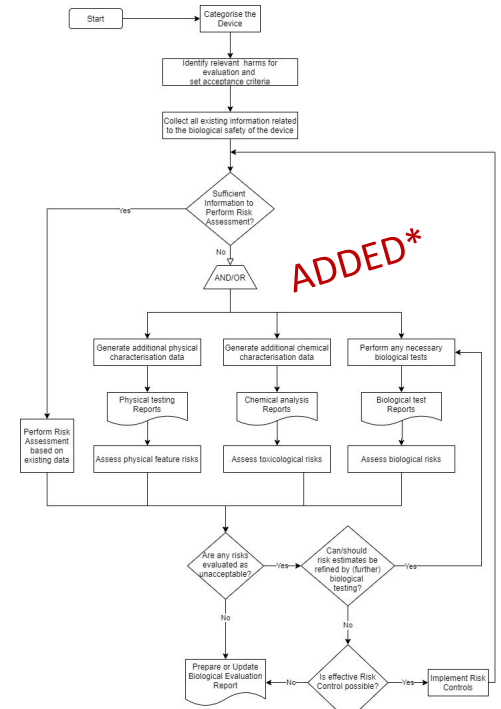 Start
Categorise the
Device
Identify relevant harms for
evaluation and
set acceptance criteria
Collect all existing information related
to the biological safety of the device
Sufficient
Information to
Perform Risk
Assessment?
Yes
No
AND/OR
ADDED*
Generate additional physical
characterisation data
Generate additional chemical
characterisation data
Perform any necessary
biological tests
Physical testing
Reports
Chemical analysis
Reports
Biological test
Reports
Perform Risk
Assessment
based on
existing data
Assess physical feature risks
Assess toxicological risks
Assess biological risks
Are any risks
evaluated as
unacceptable?
Yes
Can/should
risk estimates be
refined by (further)
biological
testing?
Yes
No
No
Prepare or Update
Biological Evaluation
Report
No
Is effective Risk
Control possible?
Yes
Implement Risk
Controls